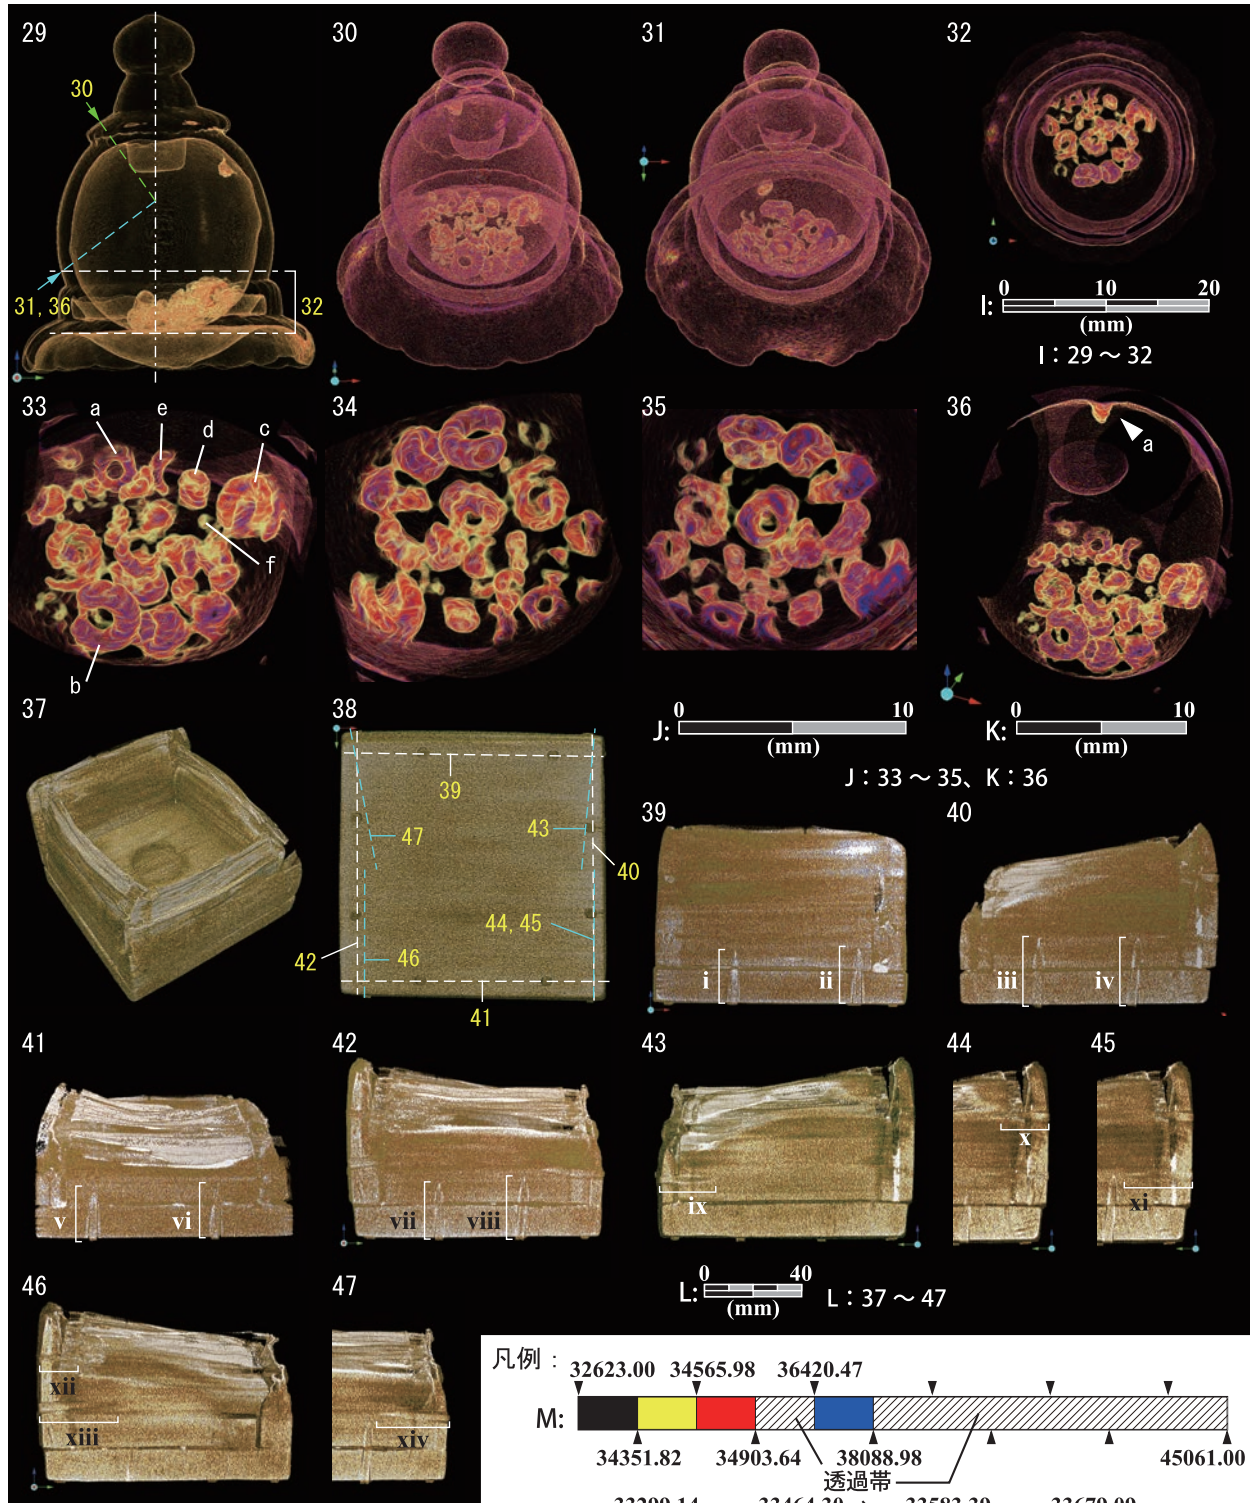 29
30
31
32
30
31, 36
32
0 10 20
I:
(mm)
I：29 ～ 32
33
a
e
d
c
f
b
34
35
36
a
0 10
J:
(mm)
0 10
K:
(mm)
J：33 ～ 35、K：36
37
38
39
47
43
40
44, 45
42
46
41
39
i
ii
40
iii
iv
41
v
vi
42
vii
viii
43
ix
44
x
45
xi
46
xii
xiii
47
xiv
0 40
L:
(mm)
L：37 ～ 47
凡例：
32623.00 34565.98 36420.47
M:
34351.82 34903.64 38088.98 45061.00
透過帯